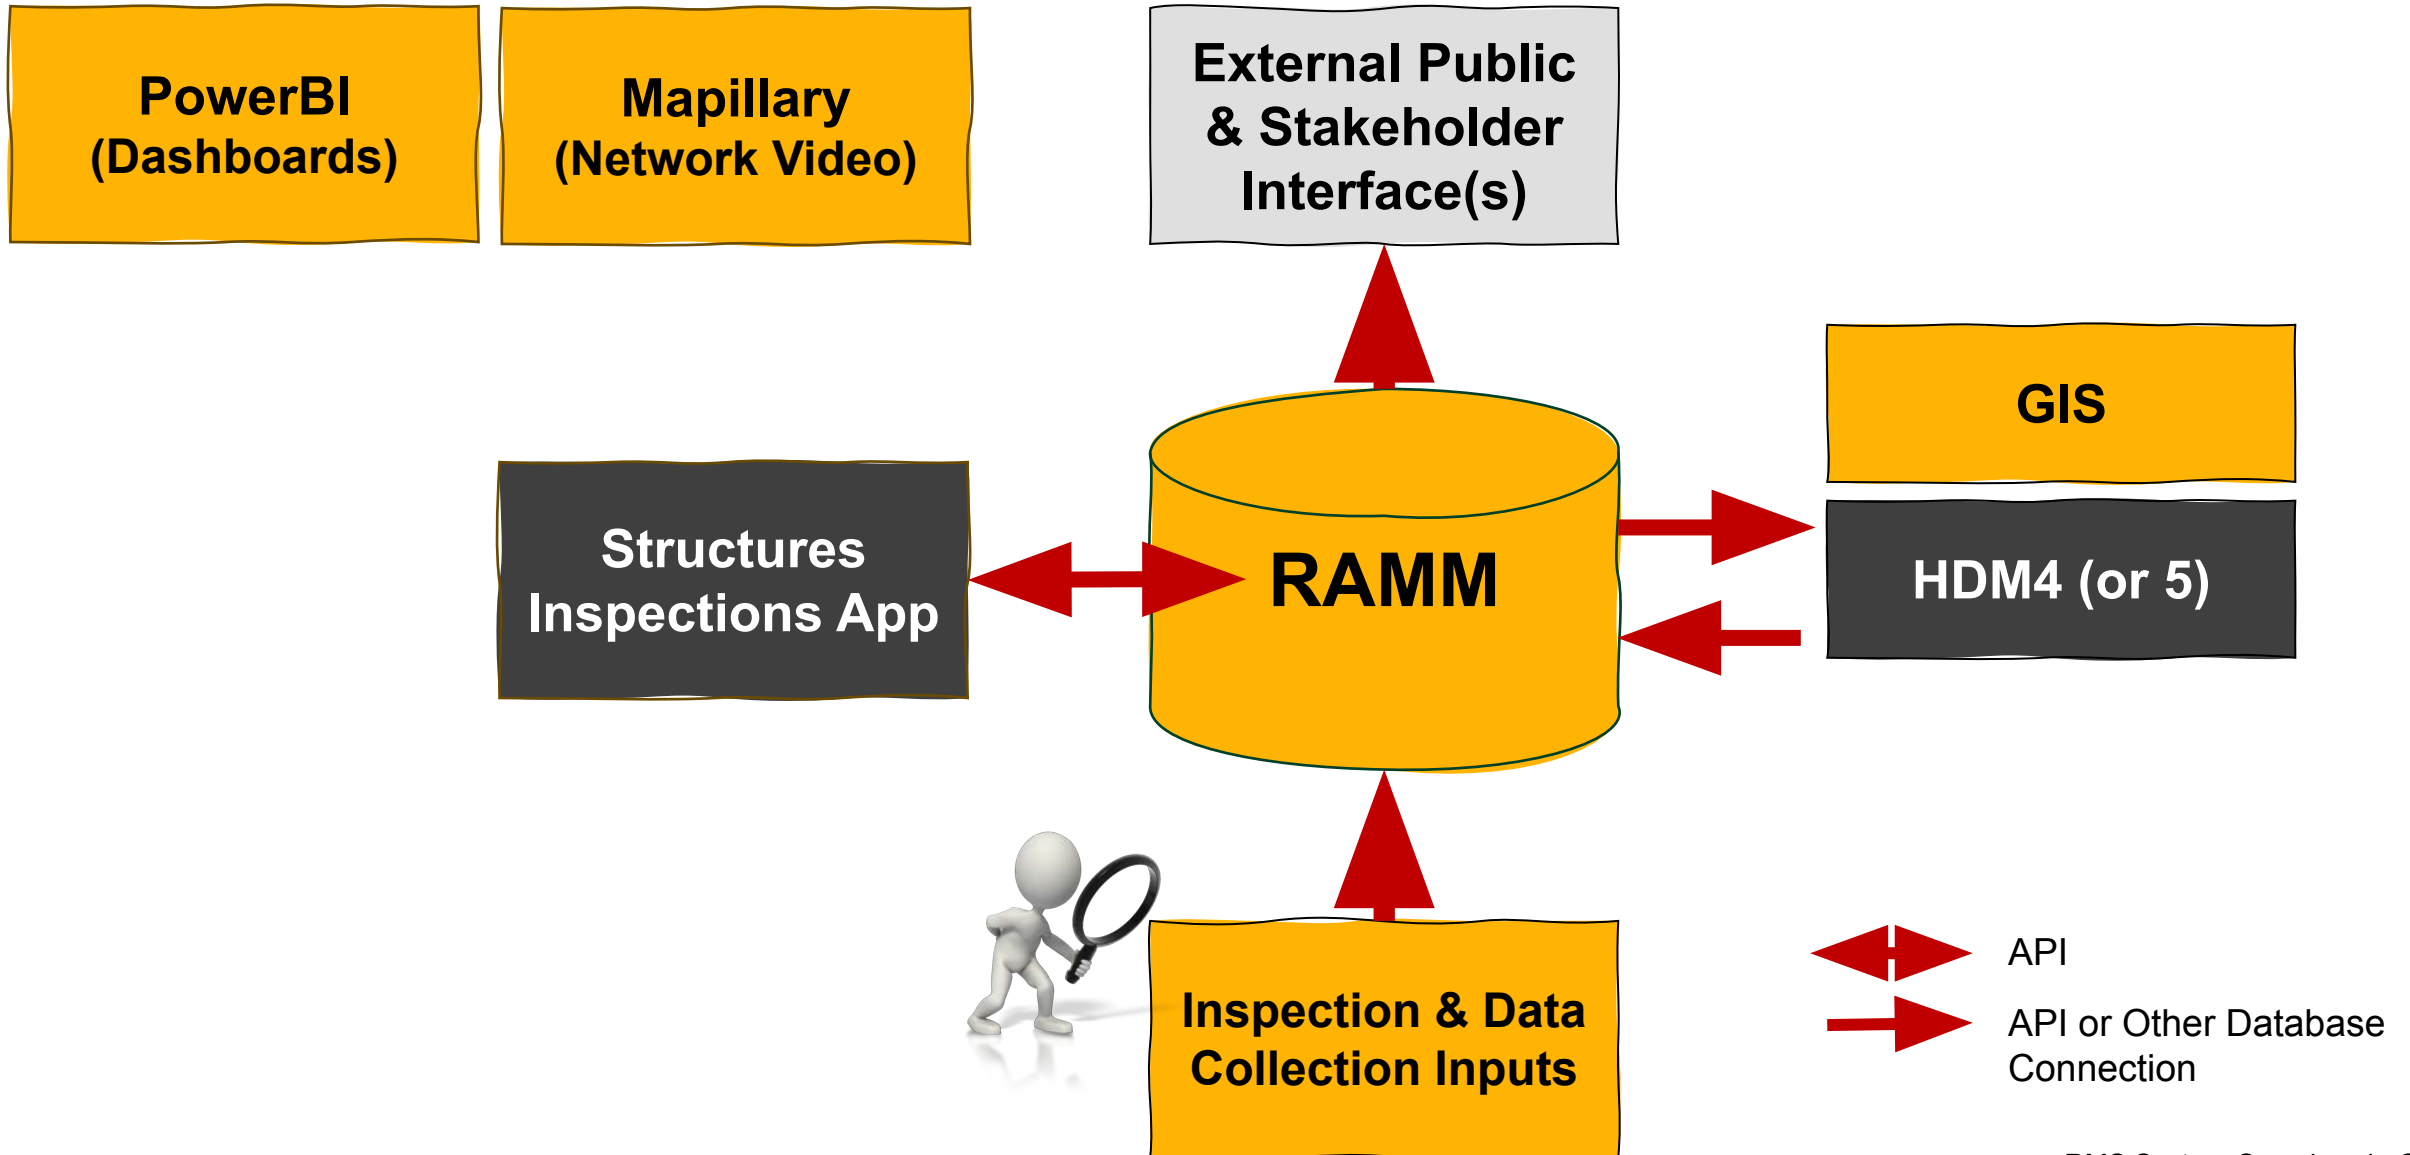 PowerBI
(Dashboards)
Mapillary
(Network Video)
External Public
& Stakeholder
Interface(s)
GIS
HDM4 (or 5)
Structures
Inspections App
RAMM
Inspection & Data
Collection Inputs
API
API or Other Database
Connection